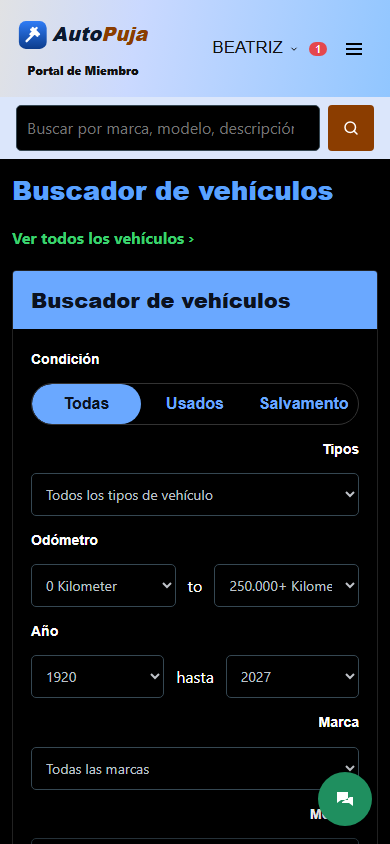 AutoPuja
Portal de Miembro
BEATRIZ
1
Buscar por marca, modelo, descripción
Buscador de vehículos
Ver todos los vehículos ›
Buscador de vehículos
Condición
Todas Usados Salvamento
Tipos
Todos los tipos de vehículo
Odómetro
0 Kilometer to 250.000+ Kilome
Año
1920 hasta 2027
Marca
Todas las marcas